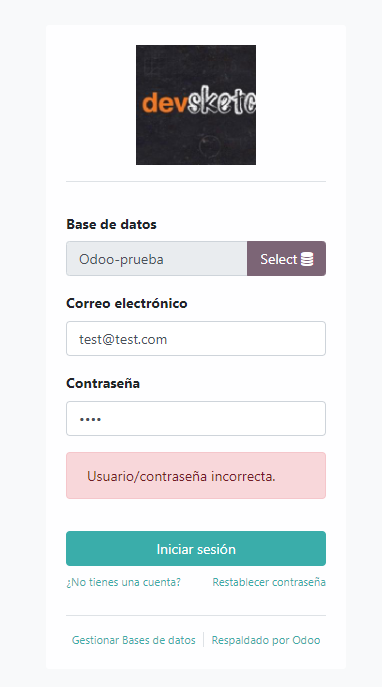 devsketc
Base de datos
Odoo-prueba
Select
Correo electrónico
test@test.com
Contraseña
••••
Usuario/contraseña incorrecta.
Iniciar sesión
¿No tienes una cuenta? Restablecer contraseña
Gestionar Bases de datos | Respaldado por Odoo